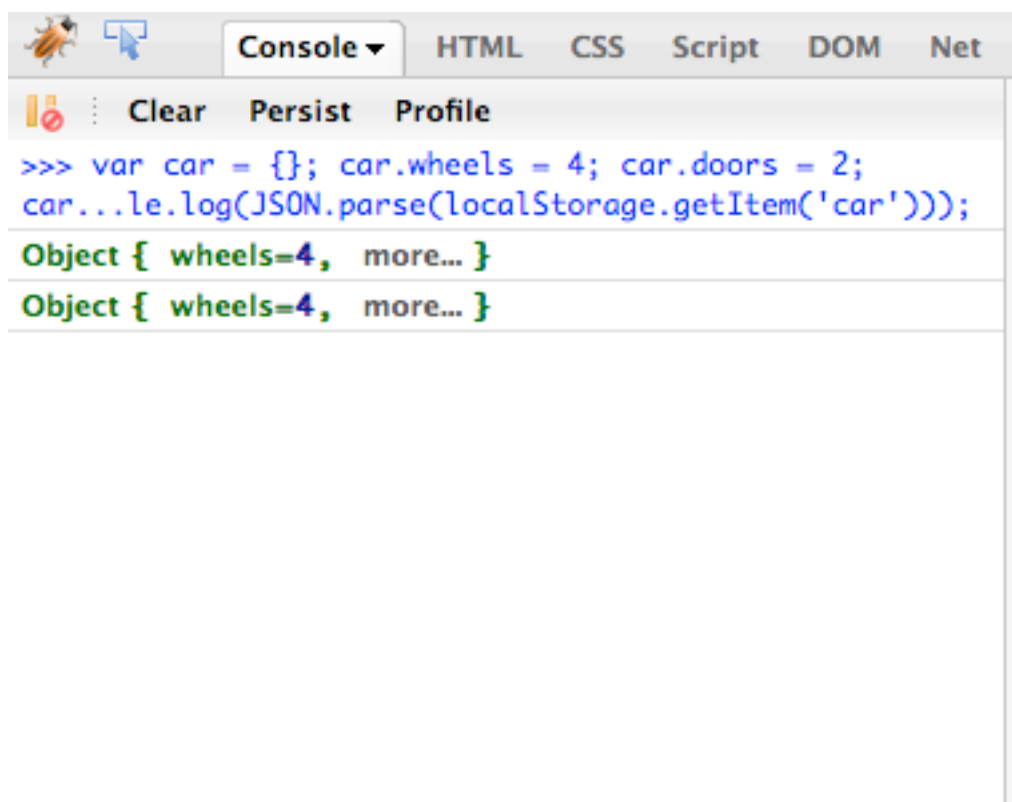 Console HTML CSS Script DOM Net
Clear Persist Profile
>>> var car = {}; car.wheels = 4; car.doors = 2;
car...le.log(JSON.parse(localStorage.getItem('car')));
Object { wheels=4, more... }
Object { wheels=4, more... }